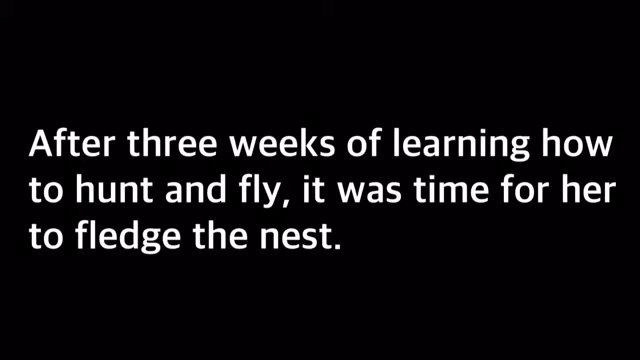 After three weeks of learning how
to hunt and fly, it was time for her
to fledge the nest.